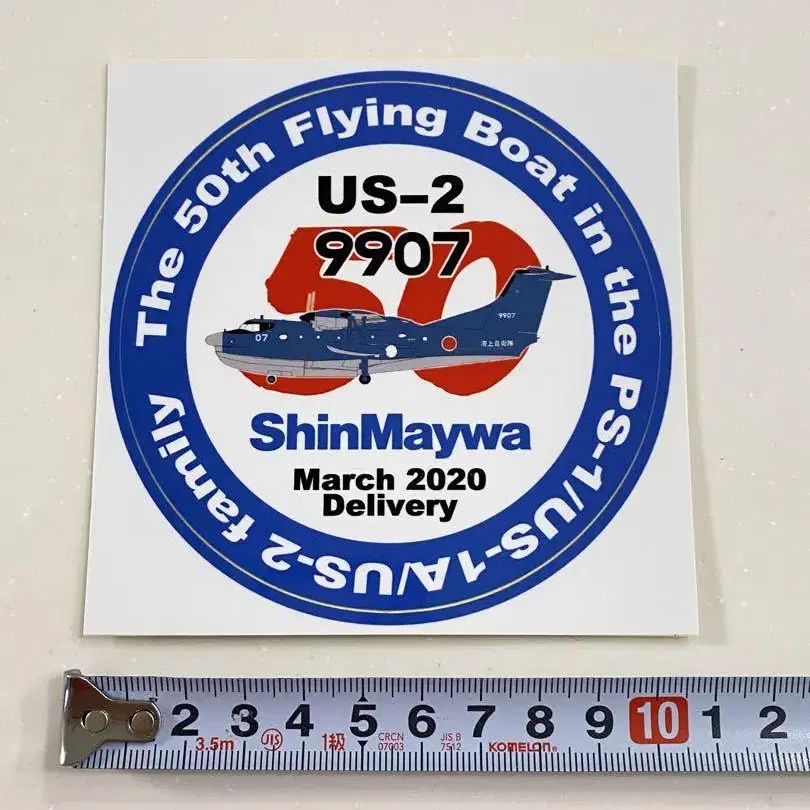 The 50th Flying Boat in the PS-1/US-1A/US-2 family
US-2
9907
50
9907
07
海上自衛隊
ShinMaywa
March 2020
Delivery
2 3 4 5 6 7 8 9 10 1 2
3.5m JIS 1級 CRCN 07003 JIS B 7512 KOMELON®